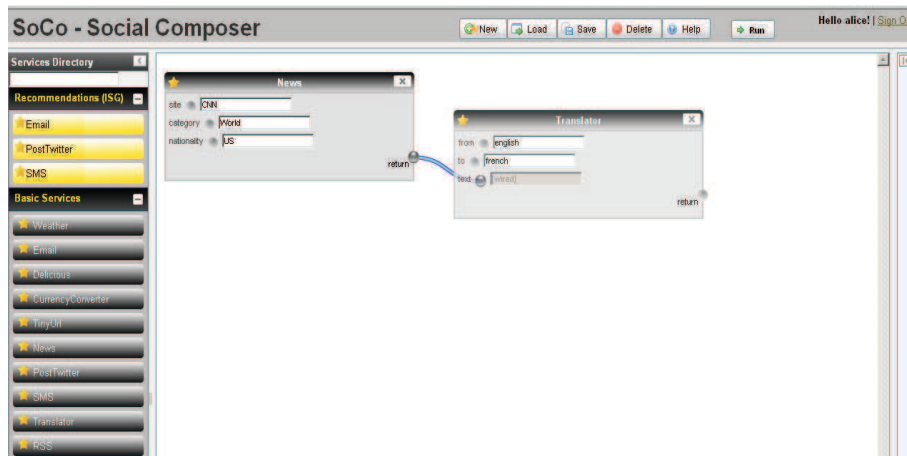 SoCo - Social Composer
New Load Save Delete Help Run
Hello alice! | Sign O
Services Directory
Recommendations (ISG)
Email
PostTwitter
SMS
Basic Services
Weather
Email
Delicious
CurrencyConverter
TinyUrl
News
PostTwitter
SMS
Translator
RSS
News
site CNN
category World
nationality US
return
Translator
from english
to french
text [wired]
return